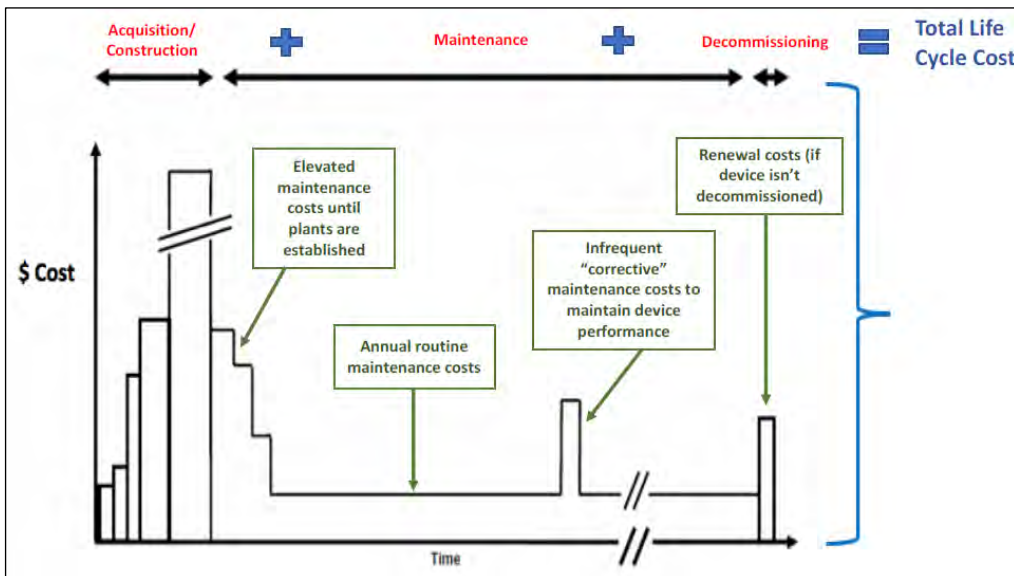 Acquisition/
Construction
Maintenance
Decommissioning
Total Life
Cycle Cost
Elevated
maintenance
costs until
plants are
established
Renewal costs (if
device isn't
decommissioned)
Infrequent
“corrective”
maintenance costs to
maintain device
performance
$ Cost
Annual routine
maintenance costs
Time